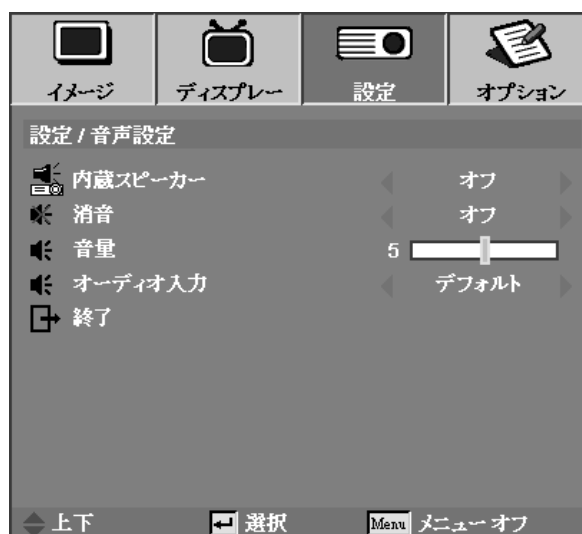 イメージ ディスプレー 設定 オプション
設定 / 音声設定
内蔵スピーカー オフ
消音 オフ
音量 5
オーディオ入力 デフォルト
終了
上下 選択 Menu メニューオフ